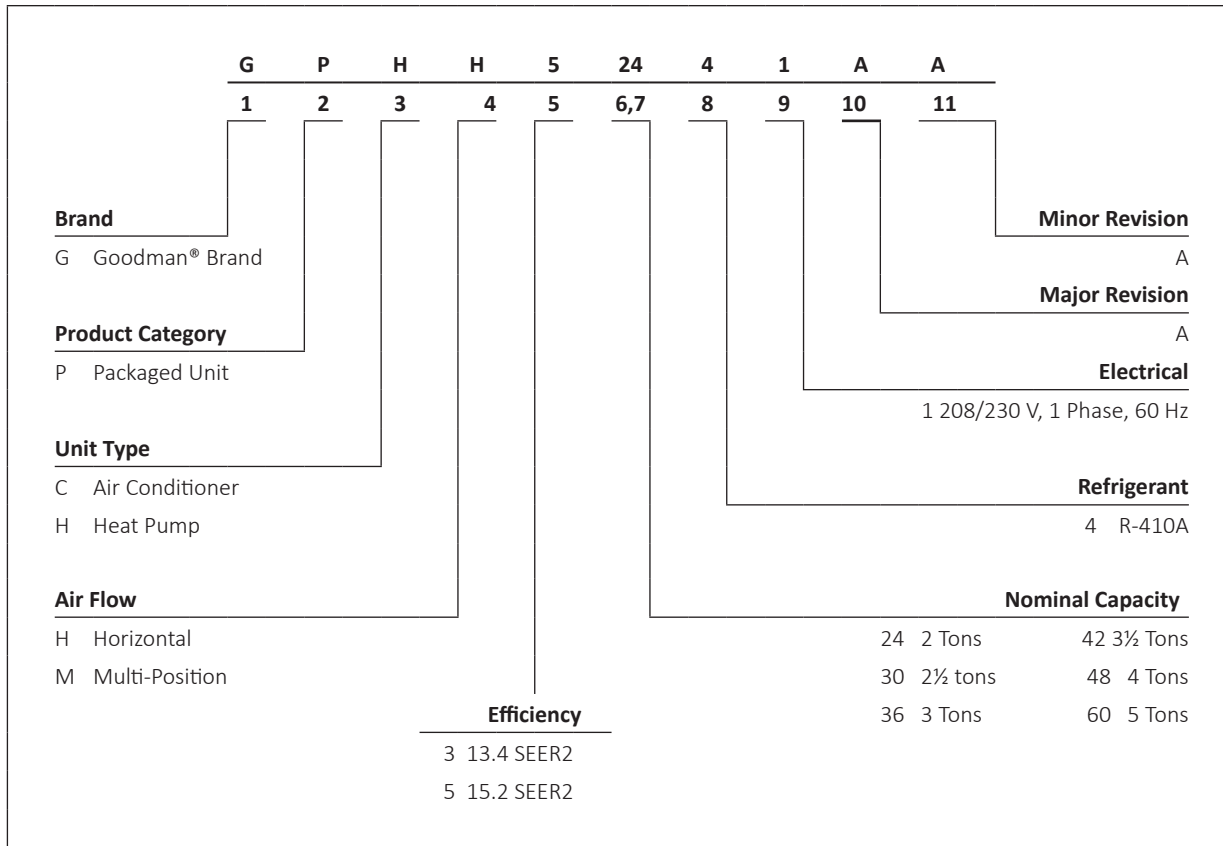 G P H H 5 24 4 1 A A
1 2 3 4 5 6,7 8 9 10 11
Brand
G Goodman® Brand
Product Category
P Packaged Unit
Unit Type
C Air Conditioner
H Heat Pump
Air Flow
H Horizontal
M Multi-Position
Efficiency
3 13.4 SEER2
5 15.2 SEER2
Minor Revision
A
Major Revision
A
Electrical
1 208/230 V, 1 Phase, 60 Hz
Refrigerant
4 R-410A
Nominal Capacity
24 2 Tons 42 3½ Tons
30 2½ tons 48 4 Tons
36 3 Tons 60 5 Tons